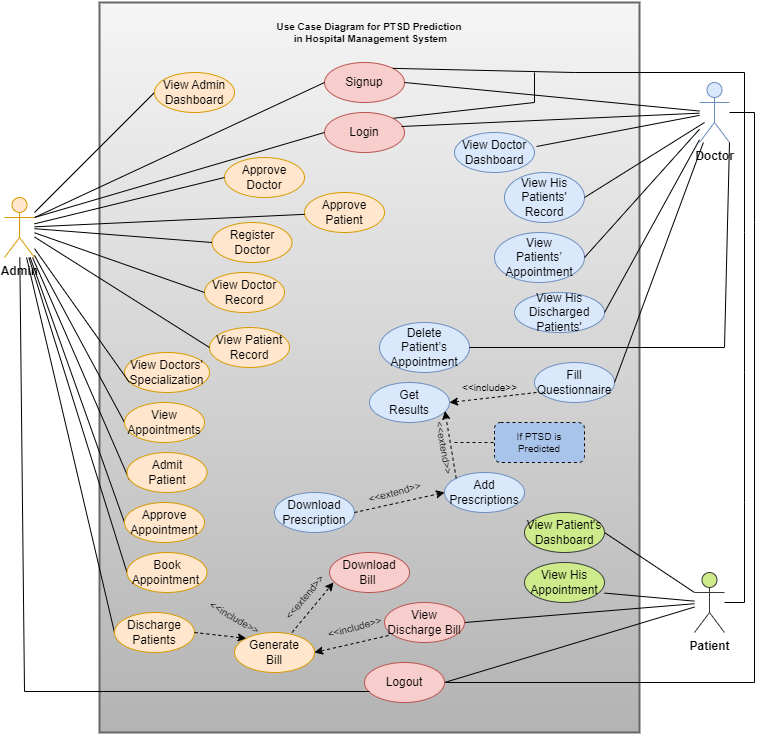 Use Case Diagram for PTSD Prediction
in Hospital Management System
Signup
View Admin
Dashboard
Login
Doctor
View Doctor
Dashboard
Approve
Doctor
View His
Patients'
Record
Approve
Patient
Admin
Register
Doctor
View
Patients'
Appointment
View Doctor
Record
View His
Discharged
Patients'
View Patient
Record
Delete
Patient's
Appointment
View Doctors'
Specialization
Fill
Questionnaire
<<include>>
Get
Results
View
Appointments
<<extend>>
If PTSD is
Predicted
Admit
Patient
Add
Prescriptions
<<extend>>
Download
Prescription
Approve
Appointment
View Patient's
Dashboard
Book
Appointment
Download
Bill
View His
Appointment
<<extend>>
<<include>>
Discharge
Patients
<<include>>
View
Discharge Bill
Patient
Generate
Bill
Logout